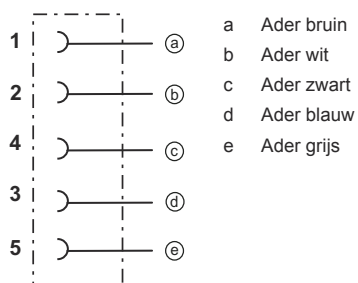 1 ⓐ
2 ⓑ
4 ⓒ
3 ⓓ
5 ⓔ
a Ader bruin
b Ader wit
c Ader zwart
d Ader blauw
e Ader grijs